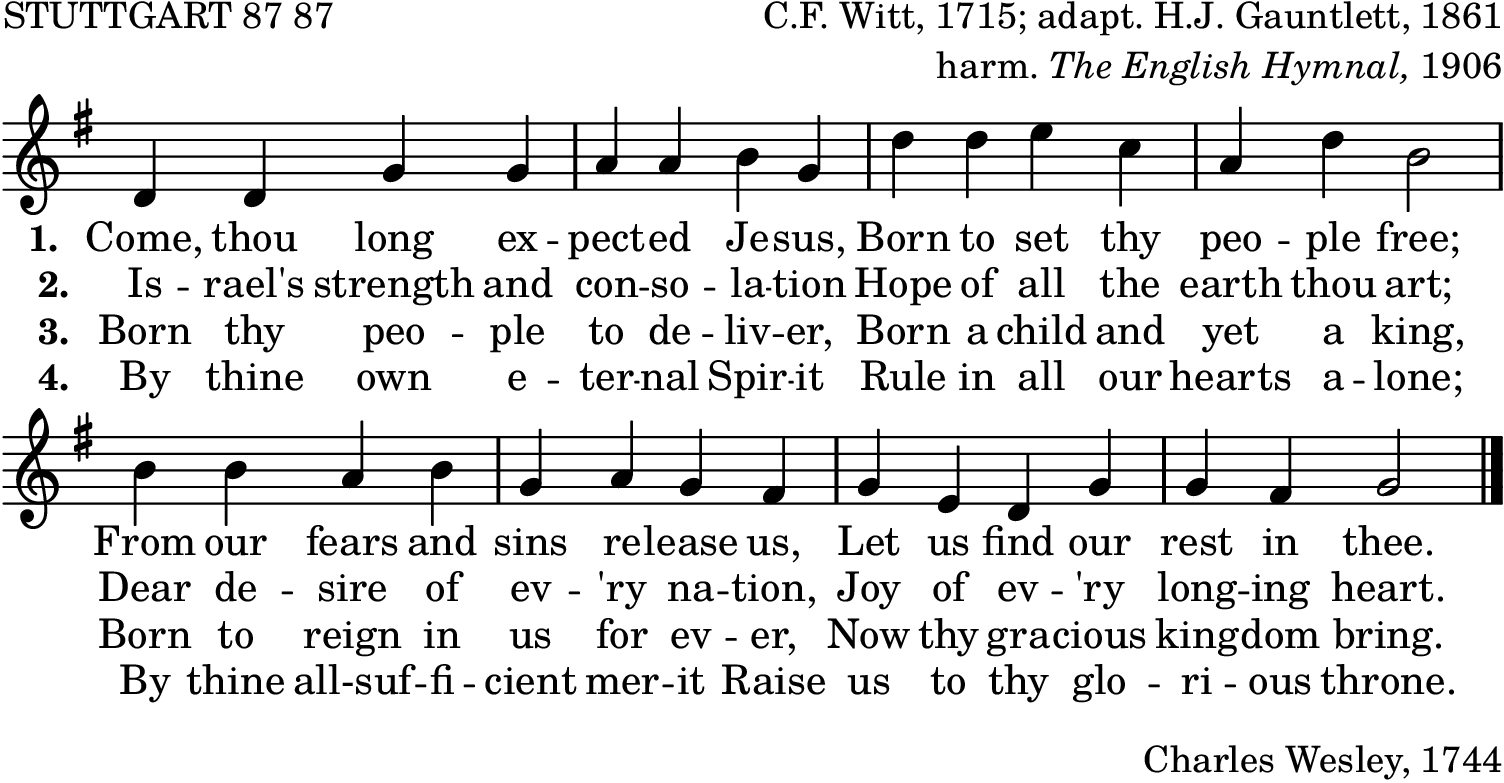 STUTTGART 87 87
C.F. Witt, 1715; adapt. H.J. Gauntlett, 1861
harm. The English Hymnal, 1906
1. Come, thou long ex - pected Jesus, Born to set thy peo - ple free;
2. Is - rael's strength and con - so - la - tion Hope of all the earth thou art;
3. Born thy peo - ple to de - liv - er, Born a child and yet a king,
4. By thine own e - ter - nal Spir - it Rule in all our hearts a - lone;
From our fears and sins release us, Let us find our rest in thee.
Dear de - sire of ev - 'ry na - tion, Joy of ev - 'ry long - ing heart.
Born to reign in us for ev - er, Now thy gracious kingdom bring.
By thine all-suf - fi - cient mer - it Raise us to thy glo - ri - ous throne.
Charles Wesley, 1744